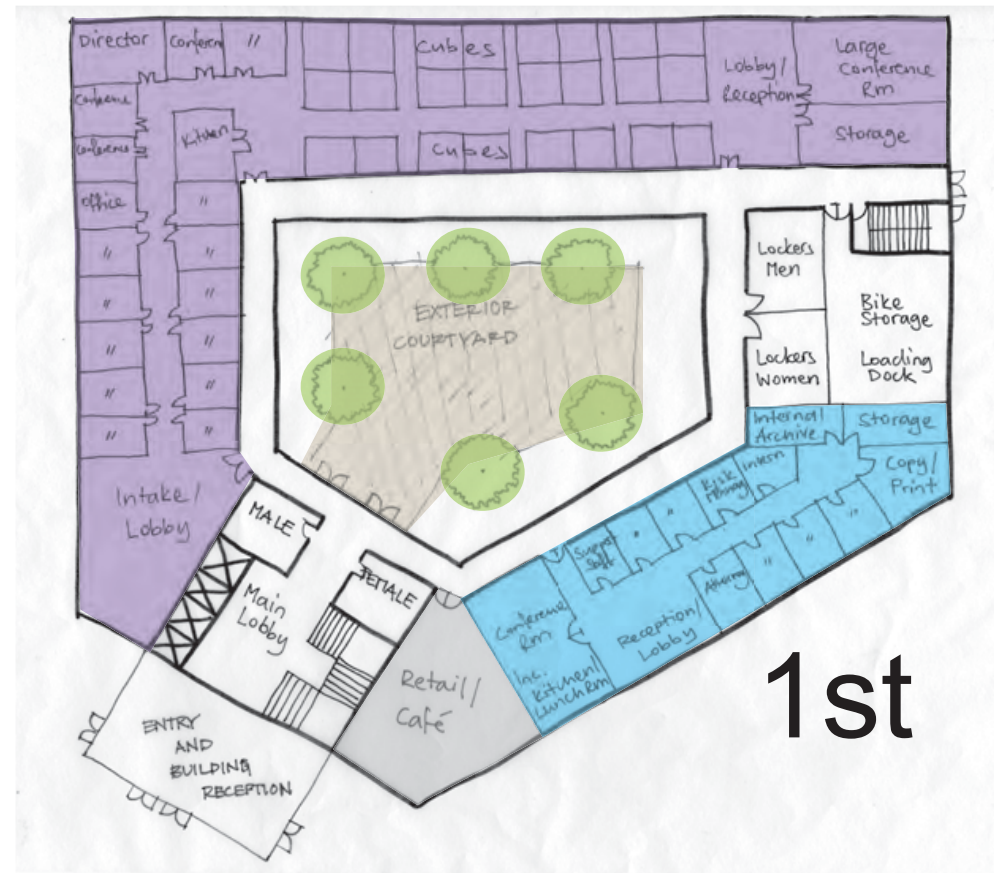 Director
Conferen
"
Cubes
Lobby/
Reception
Large
Conference
Rm
Conference
Conference
Kitchen
Cubes
Storage
Office
"
"
"
"
"
"
"
"
"
"
"
Lockers
Men
EXTERIOR
COURTYARD
Bike
Storage
Lockers
Women
Loading
Dock
Internal
Archive
Storage
Intern
Copy/
Print
Intake/
Lobby
MALE
Support
Staff
"
"
Attorney
"
"
"
FEMALE
Main
Lobby
Conference
Rm
Inc.
Kitchen/
LunchRm
Reception/
Lobby
Retail/
Café
1st
ENTRY
AND
BUILDING
RECEPTION